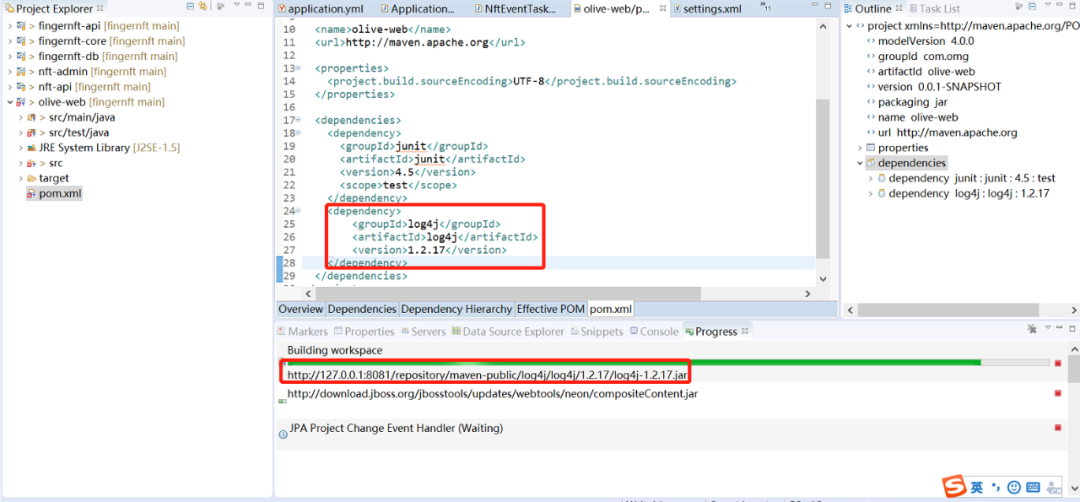 Project Explorer
fingernft-api [fingernft main]
fingernft-core [fingernft main]
fingernft-db [fingernft main]
nft-admin [fingernft main]
nft-api [fingernft main]
olive-web [fingernft main]
src/main/java
src/test/java
JRE System Library [J2SE-1.5]
src
target
pom.xml
application.yml
Application...
NftEventTask...
olive-web/p...
settings.xml
»11
10 <name>olive-web</name>
11 <url>http://maven.apache.org</url>
12
13 <properties>
14 <project.build.sourceEncoding>UTF-8</project.build.sourceEncoding>
15 </properties>
16
17 <dependencies>
18 <dependency>
19 <groupId>junit</groupId>
20 <artifactId>junit</artifactId>
21 <version>4.5</version>
22 <scope>test</scope>
23 </dependency>
24 <dependency>
25 <groupId>log4j</groupId>
26 <artifactId>log4j</artifactId>
27 <version>1.2.17</version>
28 </dependency>
29 </dependencies>
Overview Dependencies Dependency Hierarchy Effective POM pom.xml
Outline Task List
project xmlns=http://maven.apache.org/PO
modelVersion 4.0.0
groupId com.omg
artifactId olive-web
version 0.0.1-SNAPSHOT
packaging jar
name olive-web
url http://maven.apache.org
properties
dependencies
dependency junit : junit : 4.5 : test
dependency log4j : log4j : 1.2.17
Markers Properties Servers Data Source Explorer Snippets Console Progress
Building workspace
http://127.0.0.1:8081/repository/maven-public/log4j/log4j/1.2.17/log4j-1.2.17.jar
http://download.jboss.org/jbosstools/updates/webtools/neon/compositeContent.jar
JPA Project Change Event Handler (Waiting)
S 英